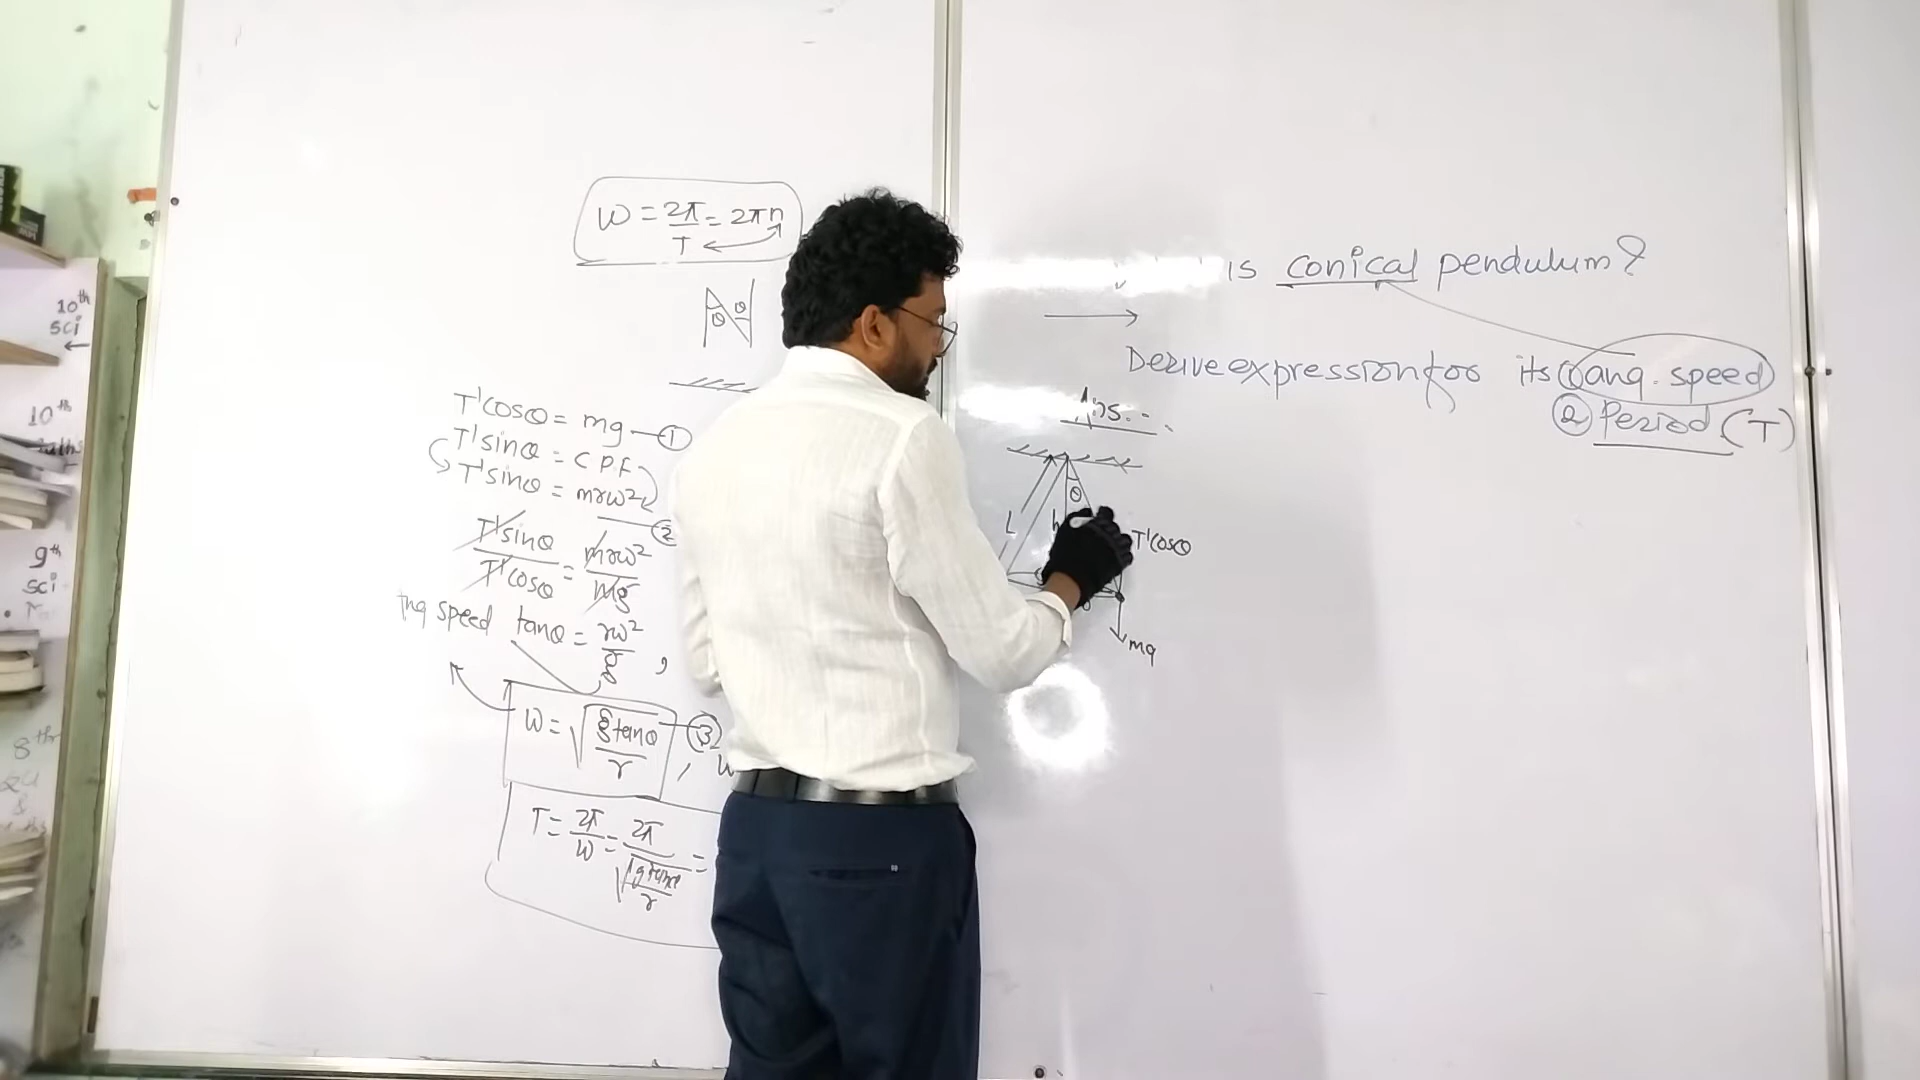 ω = 2π/T = 2πn
θ θ
T'cosθ = mg — ①
T'sinθ = C P F
T'sinθ = mrω² ②
T'sinθ/T'cosθ = mrω²/mg
ang speed tanθ = rω²/g ,
ω = √(g tanθ/r) — ③ , ω
T = 2π/ω = 2π/√(g tanθ/r) =
is conical pendulum?
→
Derive expression for its ① ang. speed
② Period (T)
Ans. -
θ
L h T'cosθ
mg
10th
sci
←
10th
9th
sci
8th